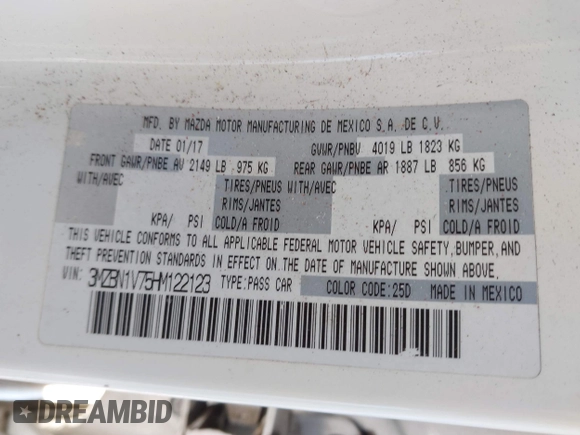 MFD. BY MAZDA MOTOR MANUFACTURING DE MEXICO S.A. DE C.V.
DATE 01/17 GVWR/PNBV 4019 LB 1823 KG
FRONT GAWR/PNBE AV 2149 LB 975 KG REAR GAWR/PNBE AR 1887 LB 856 KG
WITH/AVEC TIRES/PNEUS WITH/AVEC TIRES/PNEUS
RIMS/JANTES RIMS/JANTES
KPA/ PSI COLD/A FROID KPA/ PSI COLD/A FROID
THIS VEHICLE CONFORMS TO ALL APPLICABLE FEDERAL MOTOR VEHICLE SAFETY, BUMPER, AND
THEFT PREVENTION STANDARDS IN EFFECT ON THE DATE OF MANUFACTURE SHOWN ABOVE.
VIN: 3MZBN1V75HM122123 TYPE:PASS CAR COLOR CODE:25D MADE IN MEXICO
DREAMBID